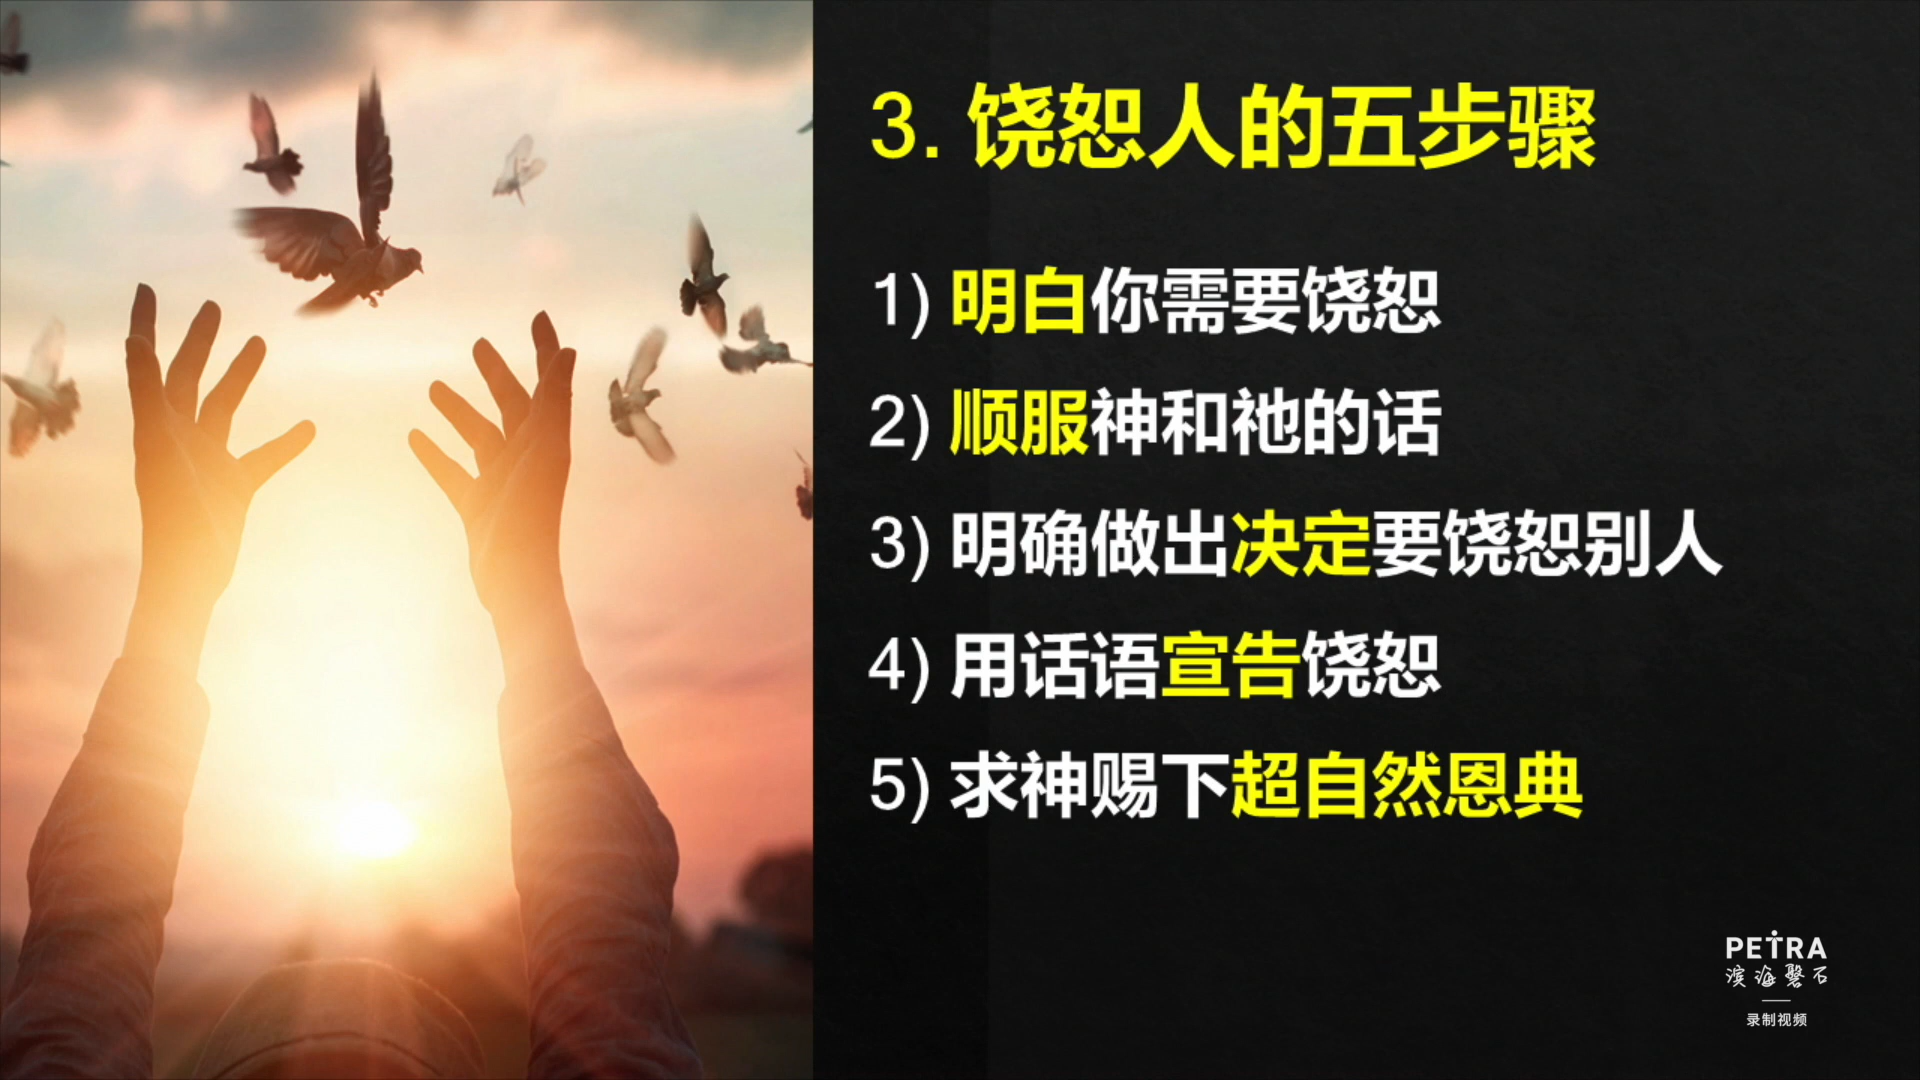 3. 饶恕人的五步骤
1) 明白你需要饶恕
2) 顺服神和祂的话
3) 明确做出决定要饶恕别人
4) 用话语宣告饶恕
5) 求神赐下超自然恩典
PETRA
滨海磐石
录制视频